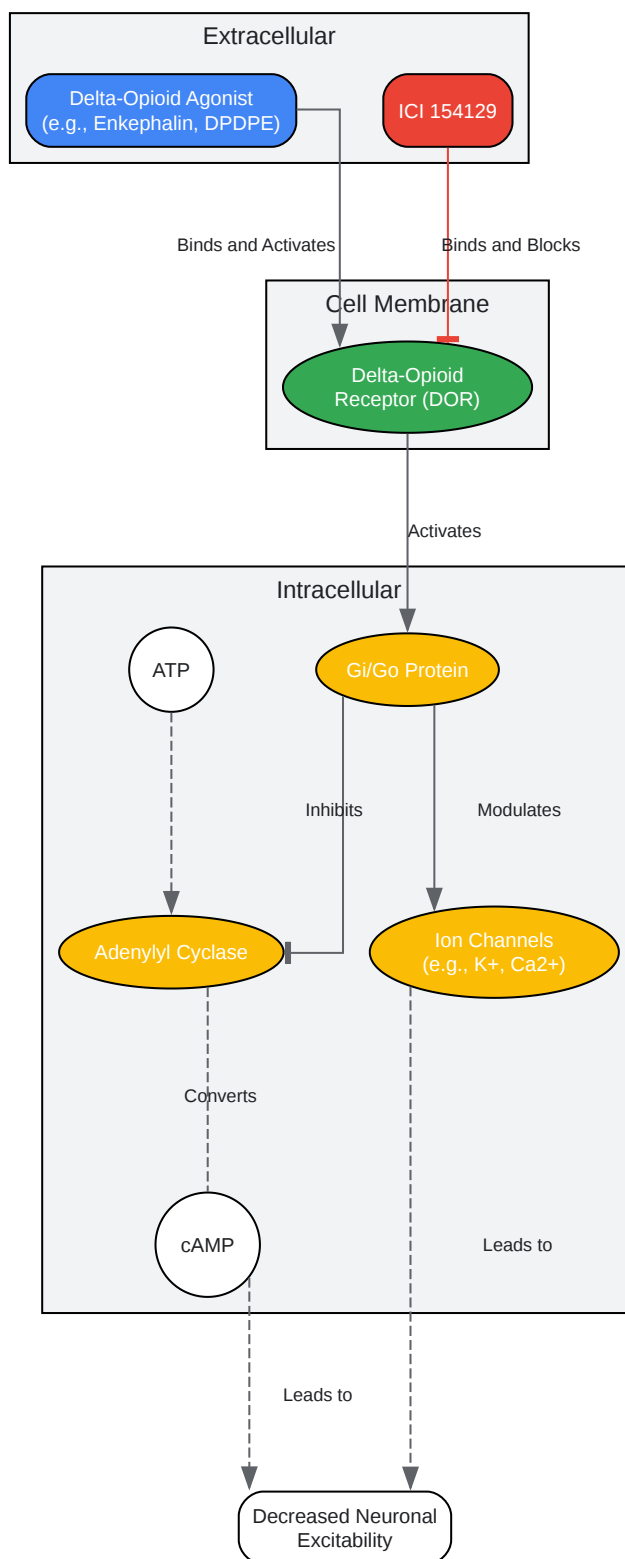 Extracellular
Delta-Opioid Agonist
(e.g., Enkephalin, DPDPE)
ICI 154129
Binds and Activates
Binds and Blocks
Cell Membrane
Delta-Opioid
Receptor (DOR)
Activates
Intracellular
ATP
Gi/Go Protein
Inhibits
Modulates
Adenylyl Cyclase
Ion Channels
(e.g., K+, Ca2+)
Converts
cAMP
Leads to
Leads to
Decreased Neuronal
Excitability